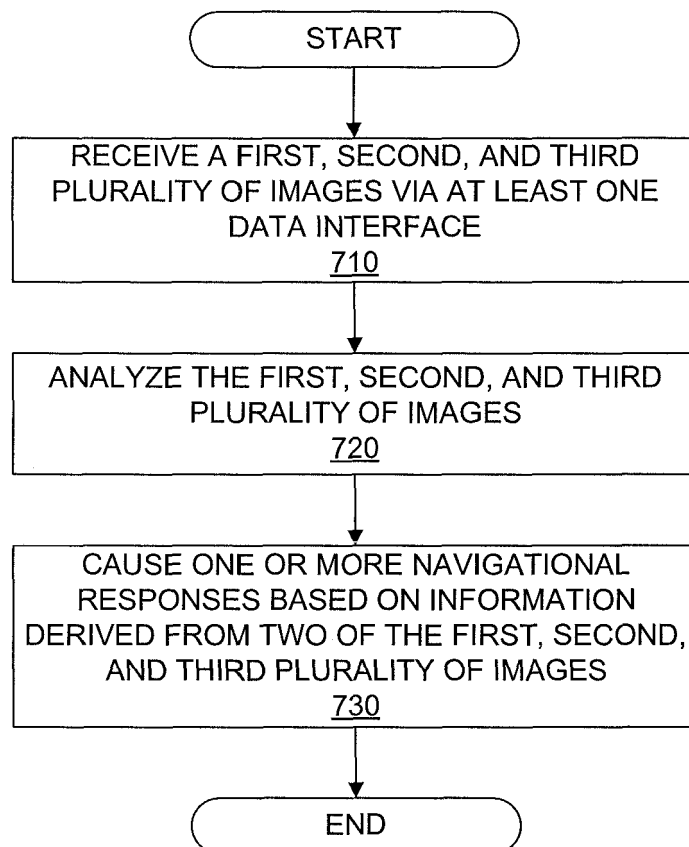 START
RECEIVE A FIRST, SECOND, AND THIRD
PLURALITY OF IMAGES VIA AT LEAST ONE
DATA INTERFACE
710
ANALYZE THE FIRST, SECOND, AND THIRD
PLURALITY OF IMAGES
720
CAUSE ONE OR MORE NAVIGATIONAL
RESPONSES BASED ON INFORMATION
DERIVED FROM TWO OF THE FIRST, SECOND,
AND THIRD PLURALITY OF IMAGES
730
END